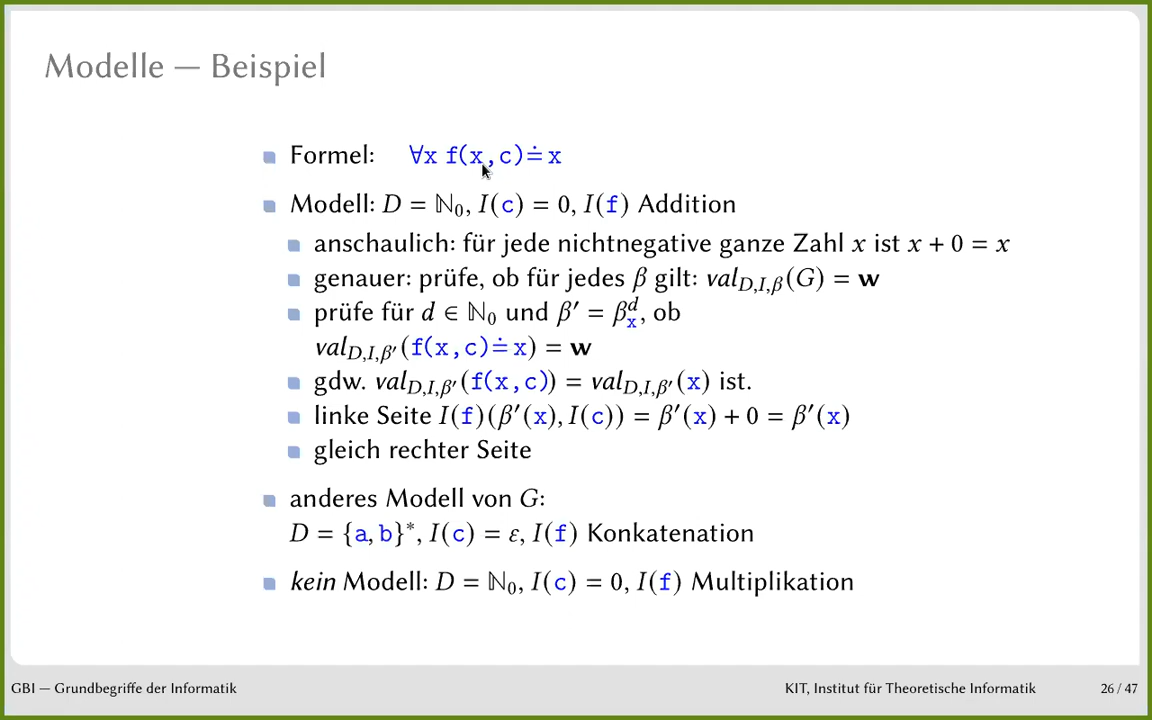 Modelle — Beispiel
Formel: ∀x f(x,c)≐x
Modell: D = ℕ₀, I(c) = 0, I(f) Addition
anschaulich: für jede nichtnegative ganze Zahl x ist x + 0 = x
genauer: prüfe, ob für jedes β gilt: val_{D,I,β}(G) = w
prüfe für d ∈ ℕ₀ und β′ = β_x^d, ob
val_{D,I,β′}(f(x,c)≐x) = w
gdw. val_{D,I,β′}(f(x,c)) = val_{D,I,β′}(x) ist.
linke Seite I(f)(β′(x), I(c)) = β′(x) + 0 = β′(x)
gleich rechter Seite
anderes Modell von G:
D = {a, b}*, I(c) = ε, I(f) Konkatenation
kein Modell: D = ℕ₀, I(c) = 0, I(f) Multiplikation
GBI — Grundbegriffe der Informatik KIT, Institut für Theoretische Informatik 26 / 47